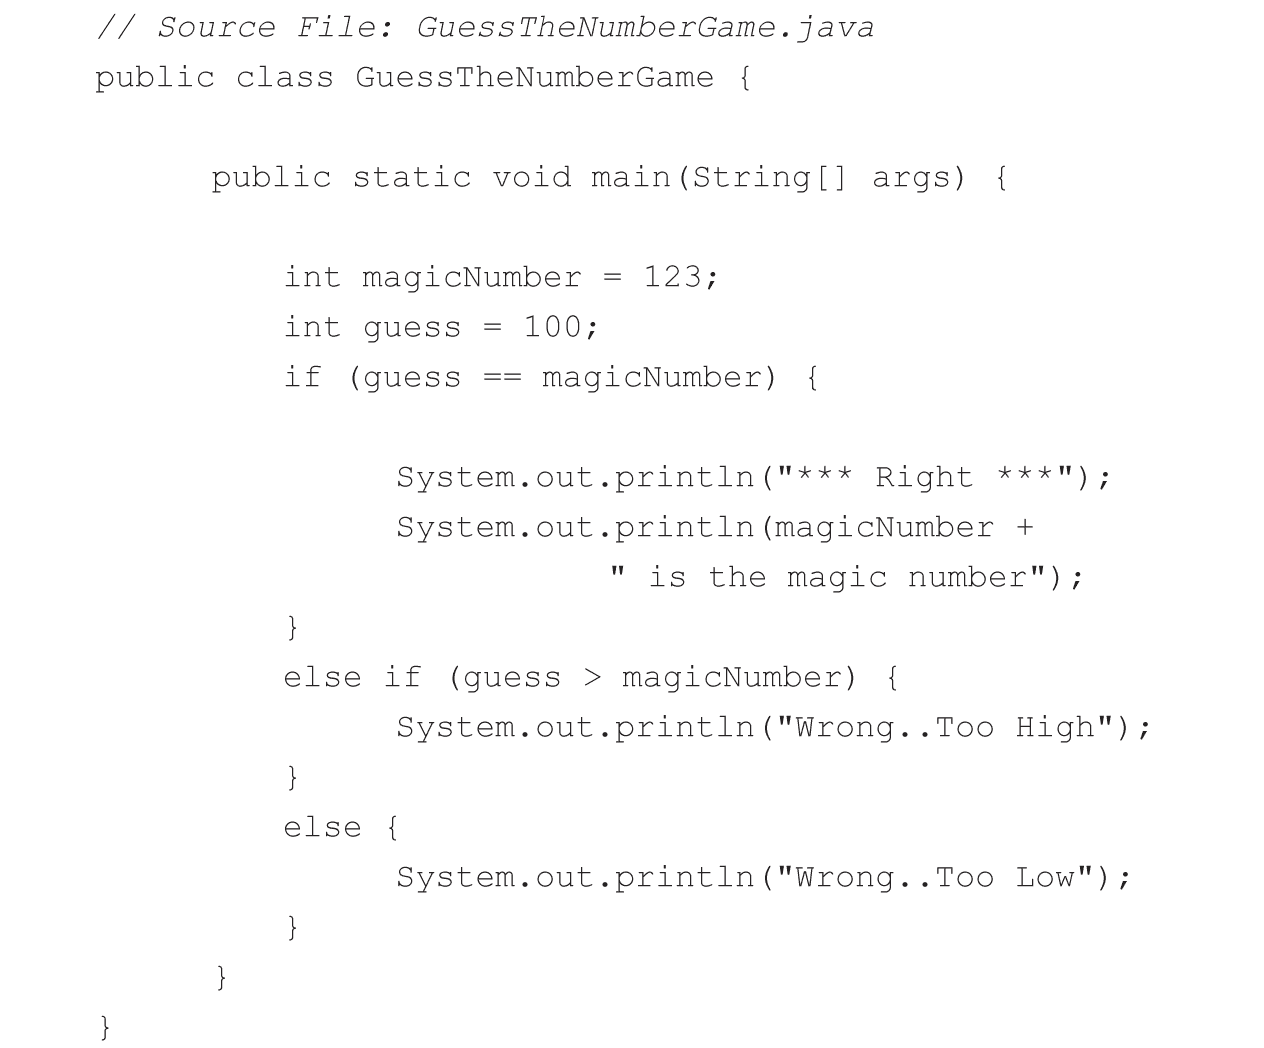 // Source File: GuessTheNumberGame.java
public class GuessTheNumberGame {
public static void main(String[] args) {
int magicNumber = 123;
int guess = 100;
if (guess == magicNumber) {
System.out.println("*** Right ***");
System.out.println(magicNumber +
" is the magic number");
}
else if (guess > magicNumber) {
System.out.println("Wrong..Too High");
}
else {
System.out.println("Wrong..Too Low");
}
}
}